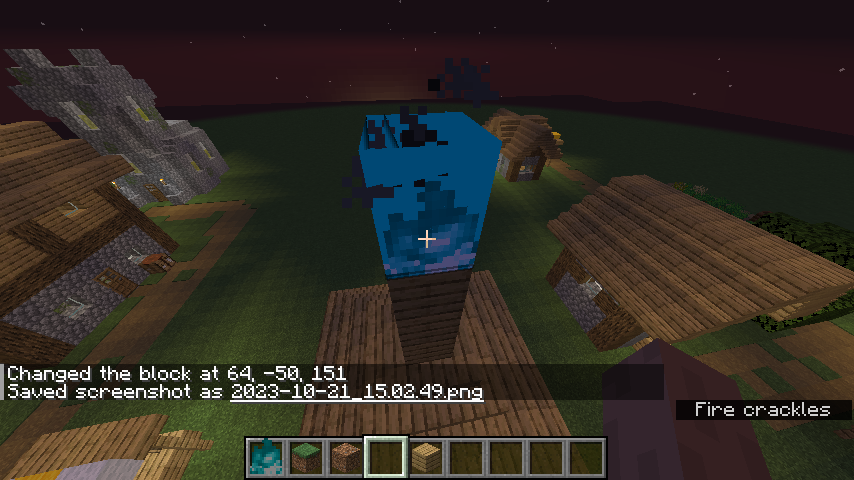 Changed the block at 64, -50, 151
Saved screenshot as 2023-10-21_15.02.49.png
Fire crackles